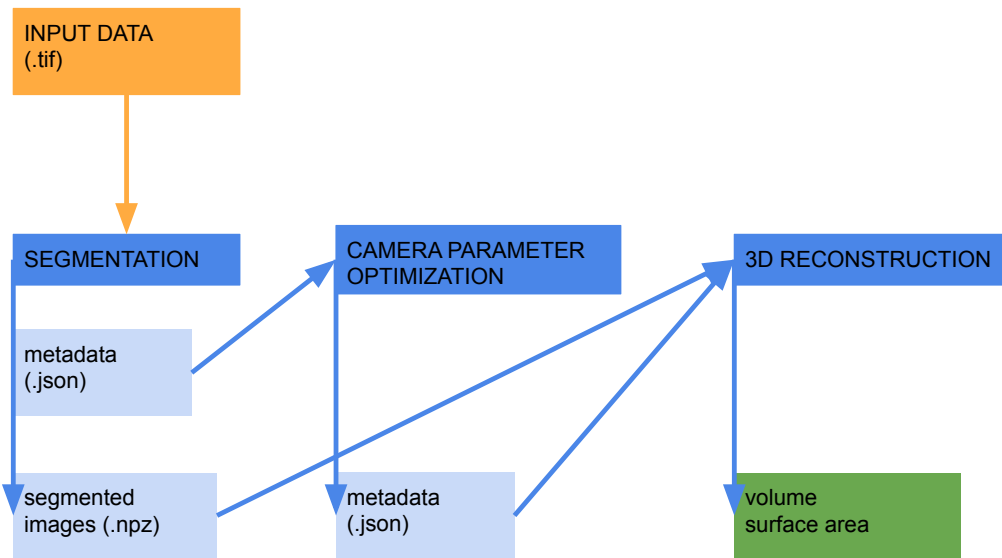 INPUT DATA
(.tif)
SEGMENTATION
CAMERA PARAMETER
OPTIMIZATION
3D RECONSTRUCTION
metadata
(.json)
segmented
images (.npz)
metadata
(.json)
volume
surface area